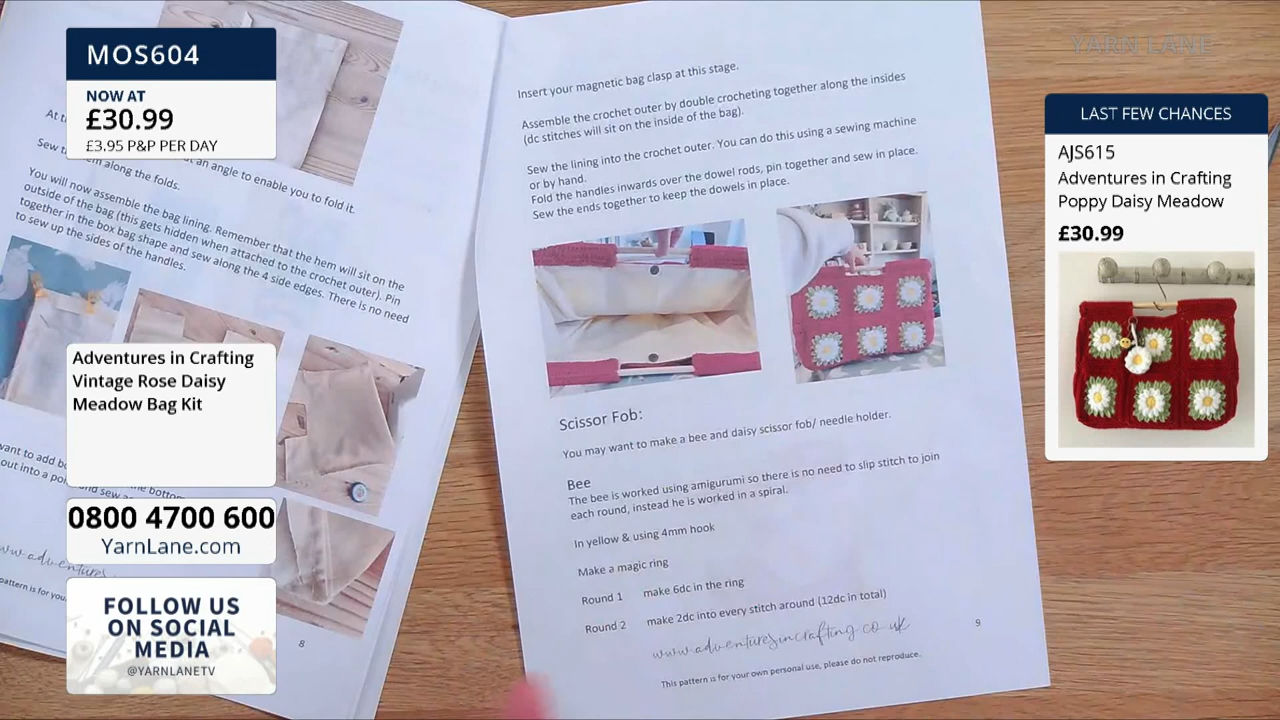 MOS604
NOW AT
£30.99
£3.95 P&P PER DAY
Adventures in Crafting
Vintage Rose Daisy
Meadow Bag Kit
0800 4700 600
YarnLane.com
FOLLOW US
ON SOCIAL
MEDIA
@YARNLANETV
At
Sew
an angle to enable you to fold it.
along the folds.
You will now assemble the bag lining. Remember that the hem will sit on the
outside of the bag (this gets hidden when attached to the crochet outer). Pin
together in the box bag shape and sew along the 4 side edges. There is no need
to sew up the sides of the handles.
want to add
out into a
and sew
the bottom
pattern is for
8
Insert your magnetic bag clasp at this stage.
Assemble the crochet outer by double crocheting together along the insides
(dc stitches will sit on the inside of the bag).
Sew the lining into the crochet outer. You can do this using a sewing machine
or by hand.
Fold the handles inwards over the dowel rods, pin together and sew in place.
Sew the ends together to keep the dowels in place.
Scissor Fob:
You may want to make a bee and daisy scissor fob/ needle holder.
Bee
The bee is worked using amigurumi so there is no need to slip stitch to join
each round, instead he is worked in a spiral.
In yellow & using 4mm hook
Make a magic ring
Round 1 make 6dc in the ring
Round 2 make 2dc into every stitch around (12dc in total)
www.adventuresincrafting.co.uk
9
This pattern is for your own personal use, please do not reproduce.
YARN LANE
LAST FEW CHANCES
AJS615
Adventures in Crafting
Poppy Daisy Meadow
£30.99